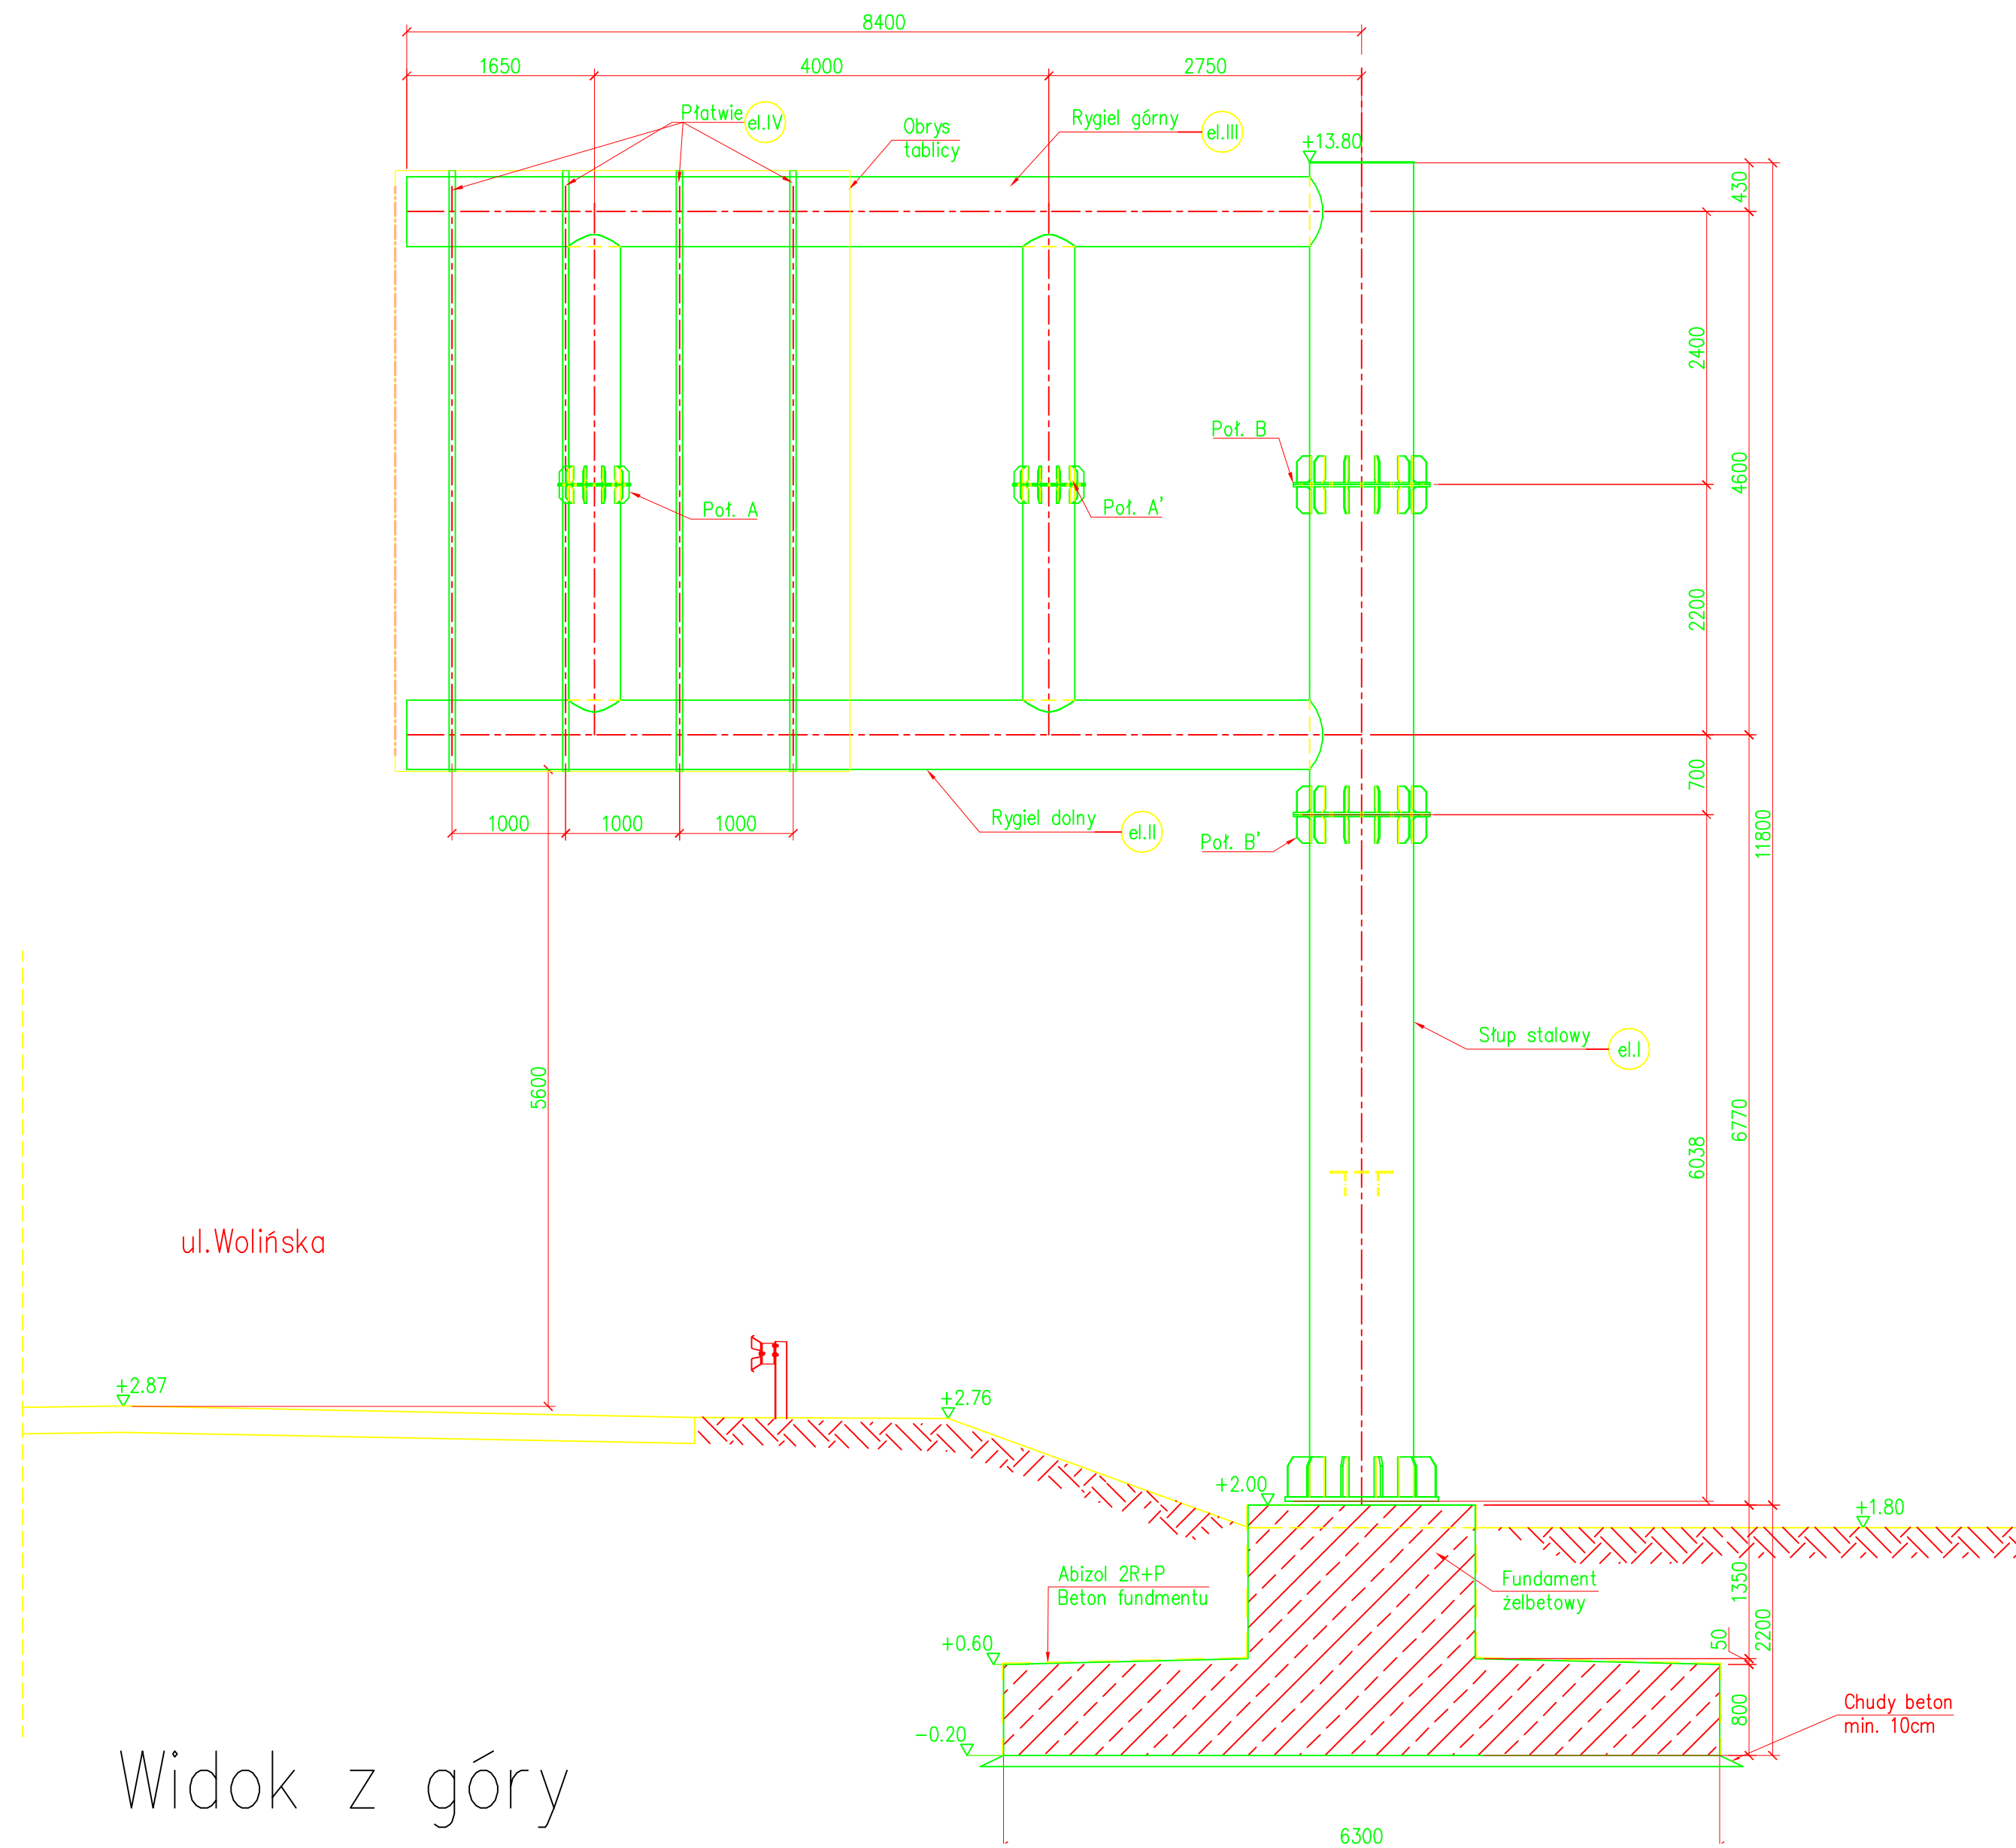 8400
1650
4000
2750
Płatwie
el.IV
Obrys
tablicy
Rygiel górny
el.III
+13.80
430
2400
4600
Poł. B
Poł. A
Poł. A'
2200
700
11800
1000
1000
1000
Rygiel dolny
el.II
Poł. B'
Słup stalowy
el.I
5600
6038
6770
ul.Wolińska
+2.87
+2.76
+2.00
+1.80
Abizol 2R+P
Beton fundmentu
Fundament
żelbetowy
1350
50
2200
+0.60
800
-0.20
Chudy beton
min. 10cm
Widok z góry
6300